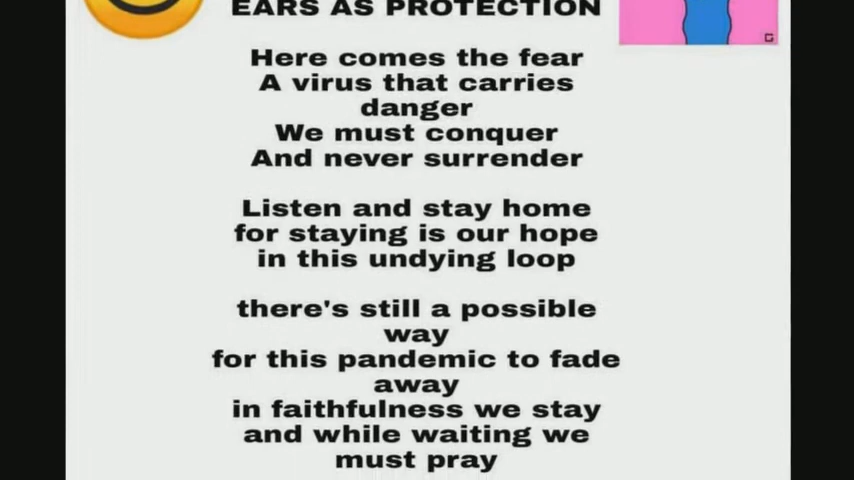 EARS AS PROTECTION
Here comes the fear
A virus that carries
danger
We must conquer
And never surrender
Listen and stay home
for staying is our hope
in this undying loop
there's still a possible
way
for this pandemic to fade
away
in faithfulness we stay
and while waiting we
must pray